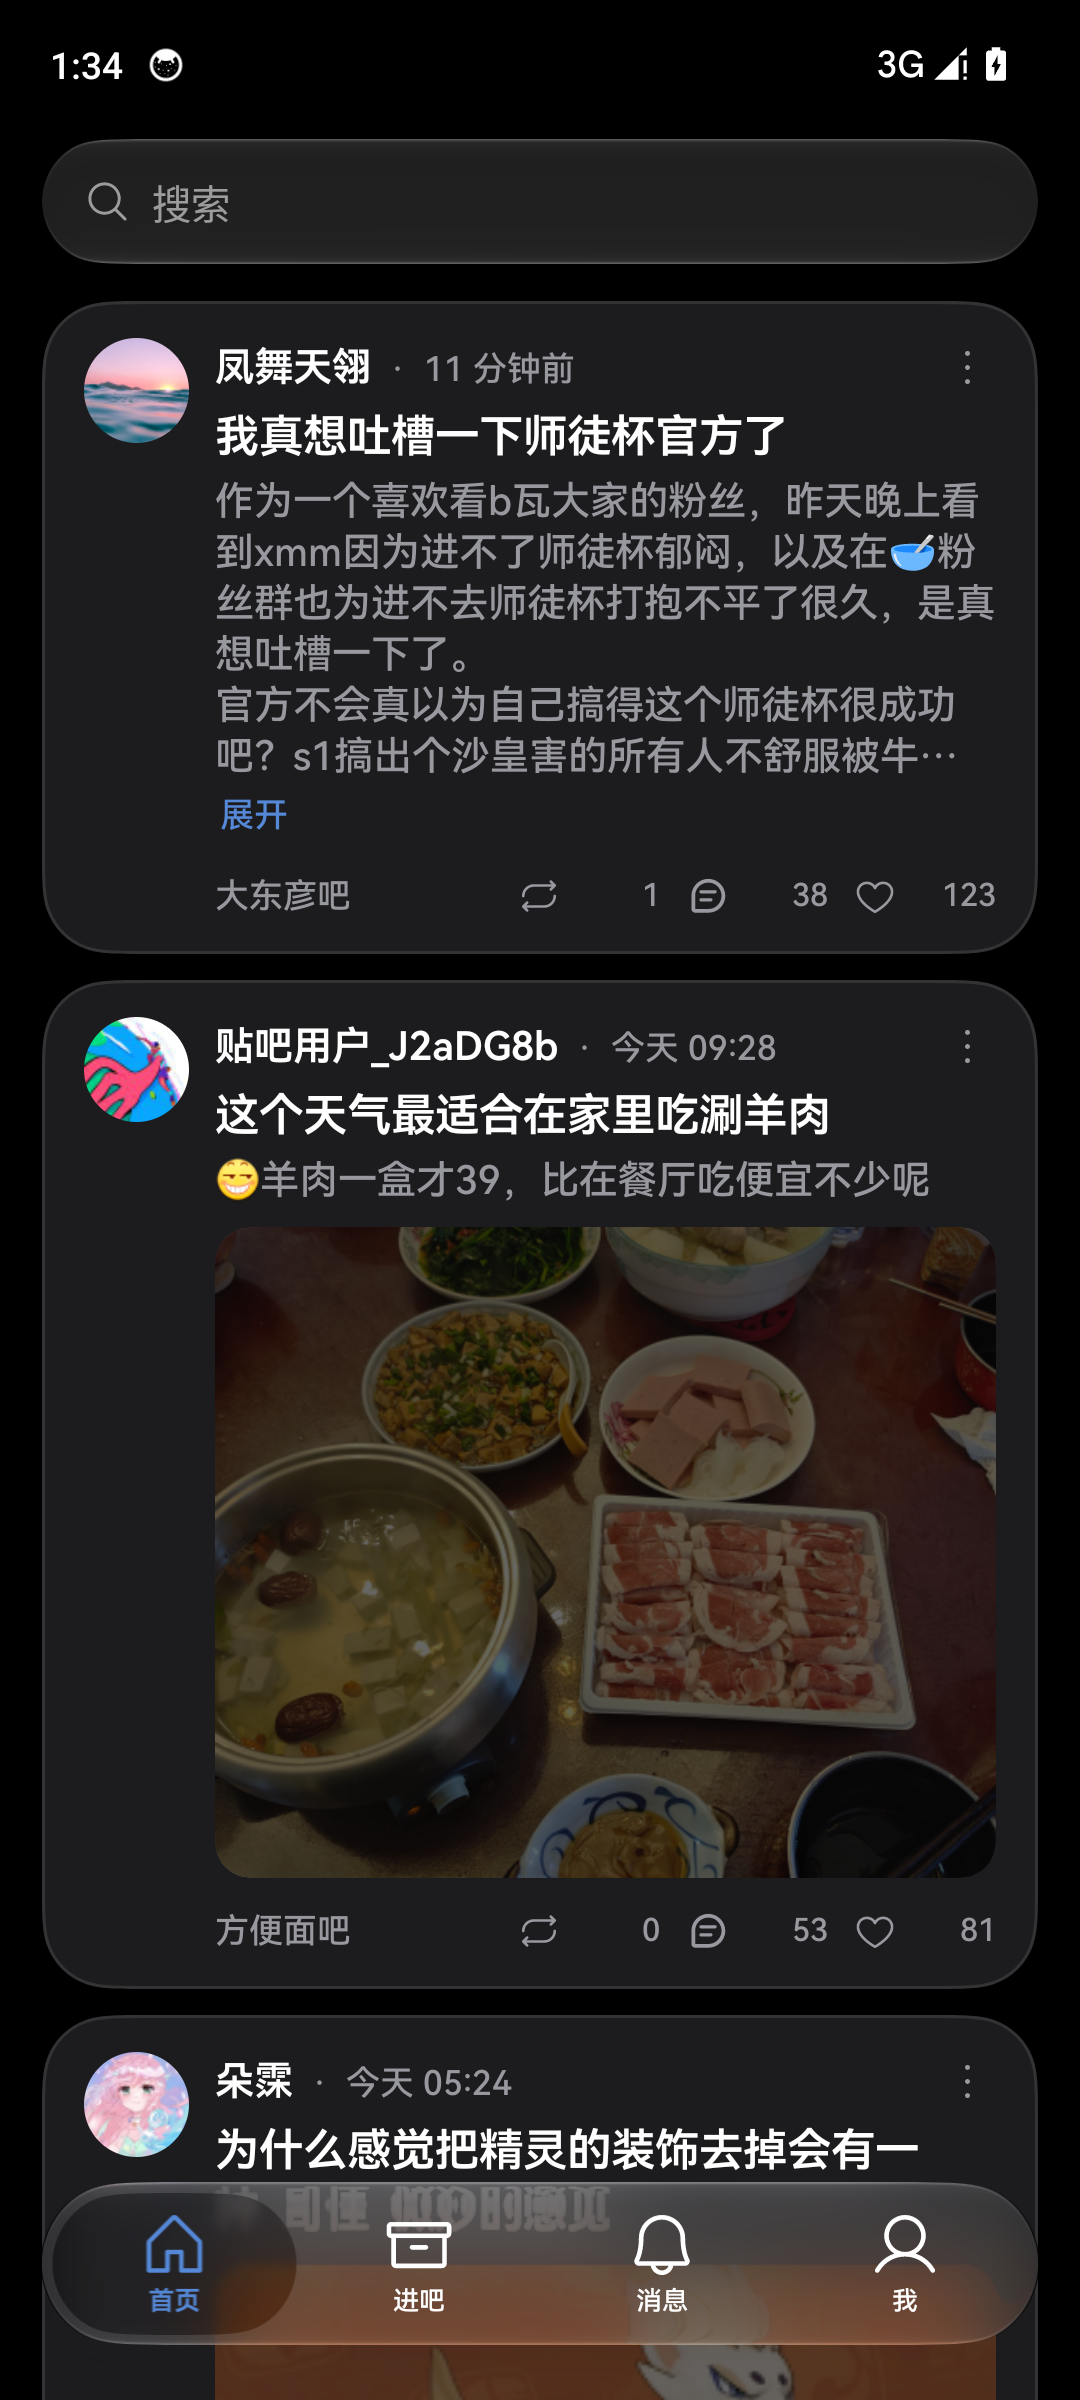 1:34
3G
搜索
凤舞天翎 · 11 分钟前
我真想吐槽一下师徒杯官方了
作为一个喜欢看b瓦大家的粉丝，昨天晚上看
到xmm因为进不了师徒杯郁闷，以及在🥣粉
丝群也为进不去师徒杯打抱不平了很久，是真
想吐槽一下了。
官方不会真以为自己搞得这个师徒杯很成功
吧？s1搞出个沙皇害的所有人不舒服被牛…
展开
大东彦吧 1 38 123
贴吧用户_J2aDG8b · 今天 09:28
这个天气最适合在家里吃涮羊肉
😁羊肉一盒才39，比在餐厅吃便宜不少呢
方便面吧 0 53 81
朵霂 · 今天 05:24
为什么感觉把精灵的装饰去掉会有一
首页 进吧 消息 我